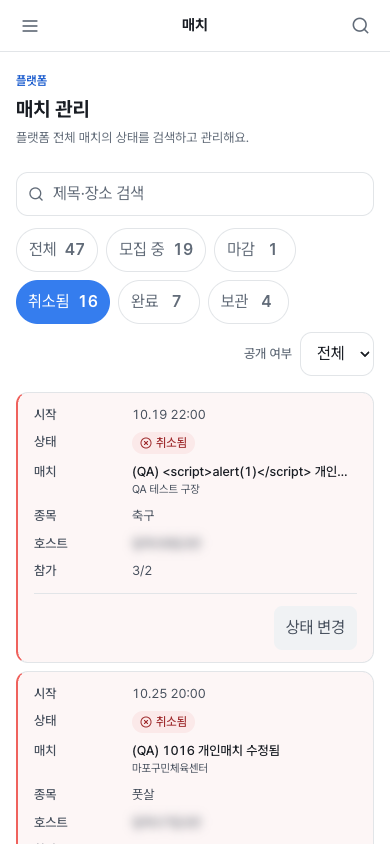 매치
플랫폼
매치 관리
플랫폼 전체 매치의 상태를 검색하고 관리해요.
제목·장소 검색
전체 47 모집 중 19 마감 1
취소됨 16 완료 7 보관 4
공개 여부 전체
시작 10.19 22:00
상태 취소됨
매치 (QA) <script>alert(1)</script> 개인...
QA 테스트 구장
종목 축구
호스트
참가 3/2
상태 변경
시작 10.25 20:00
상태 취소됨
매치 (QA) 1016 개인매치 수정됨
마포구민체육센터
종목 풋살
호스트